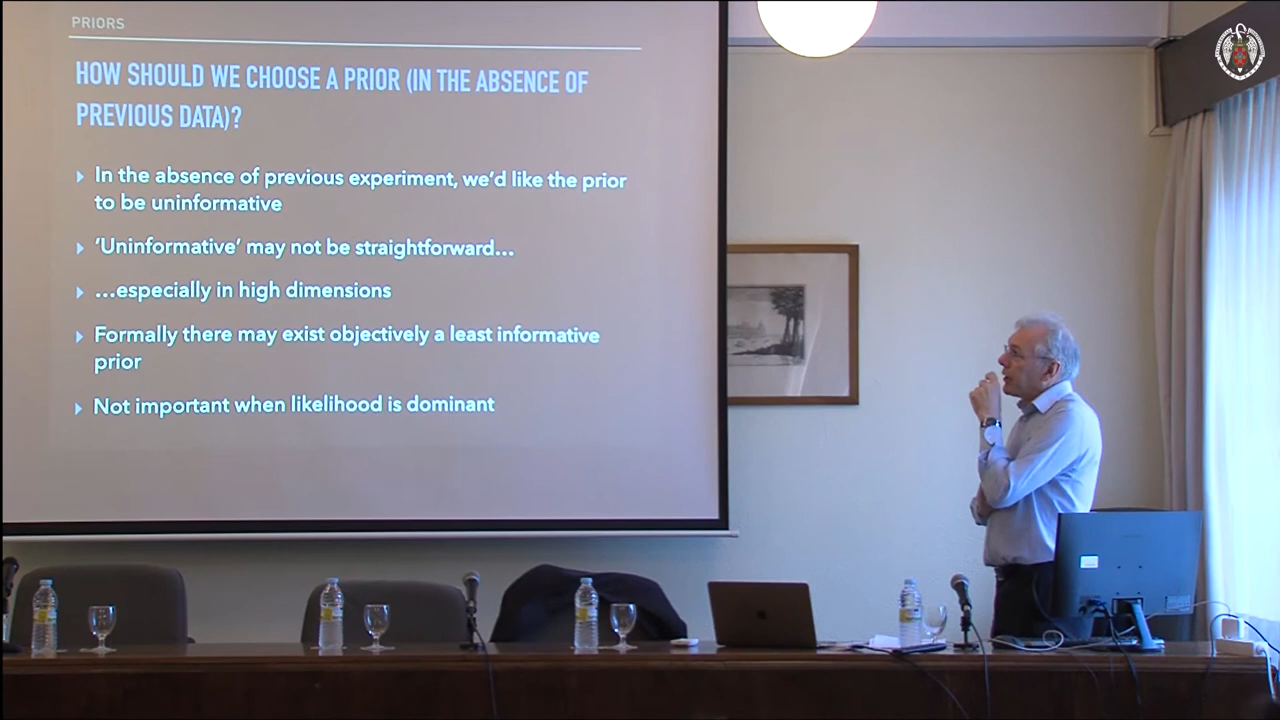 PRIORS
HOW SHOULD WE CHOOSE A PRIOR (IN THE ABSENCE OF
PREVIOUS DATA)?
In the absence of previous experiment, we'd like the prior
to be uninformative
'Uninformative' may not be straightforward...
...especially in high dimensions
Formally there may exist objectively a least informative
prior
Not important when likelihood is dominant